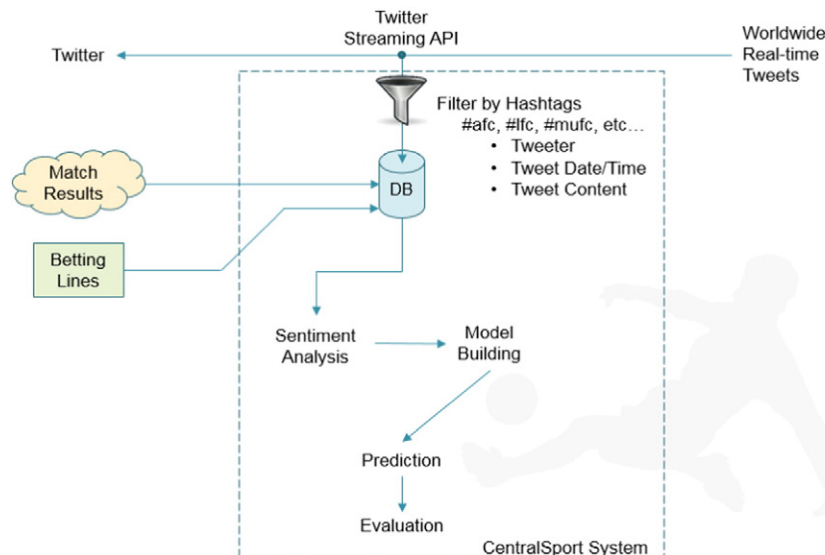 Twitter
Streaming API
Twitter
Worldwide
Real-time
Tweets
Filter by Hashtags
#afc, #lfc, #mufc, etc…
• Tweeter
• Tweet Date/Time
• Tweet Content
Match
Results
DB
Betting
Lines
Sentiment
Analysis
Model
Building
Prediction
Evaluation
CentralSport System